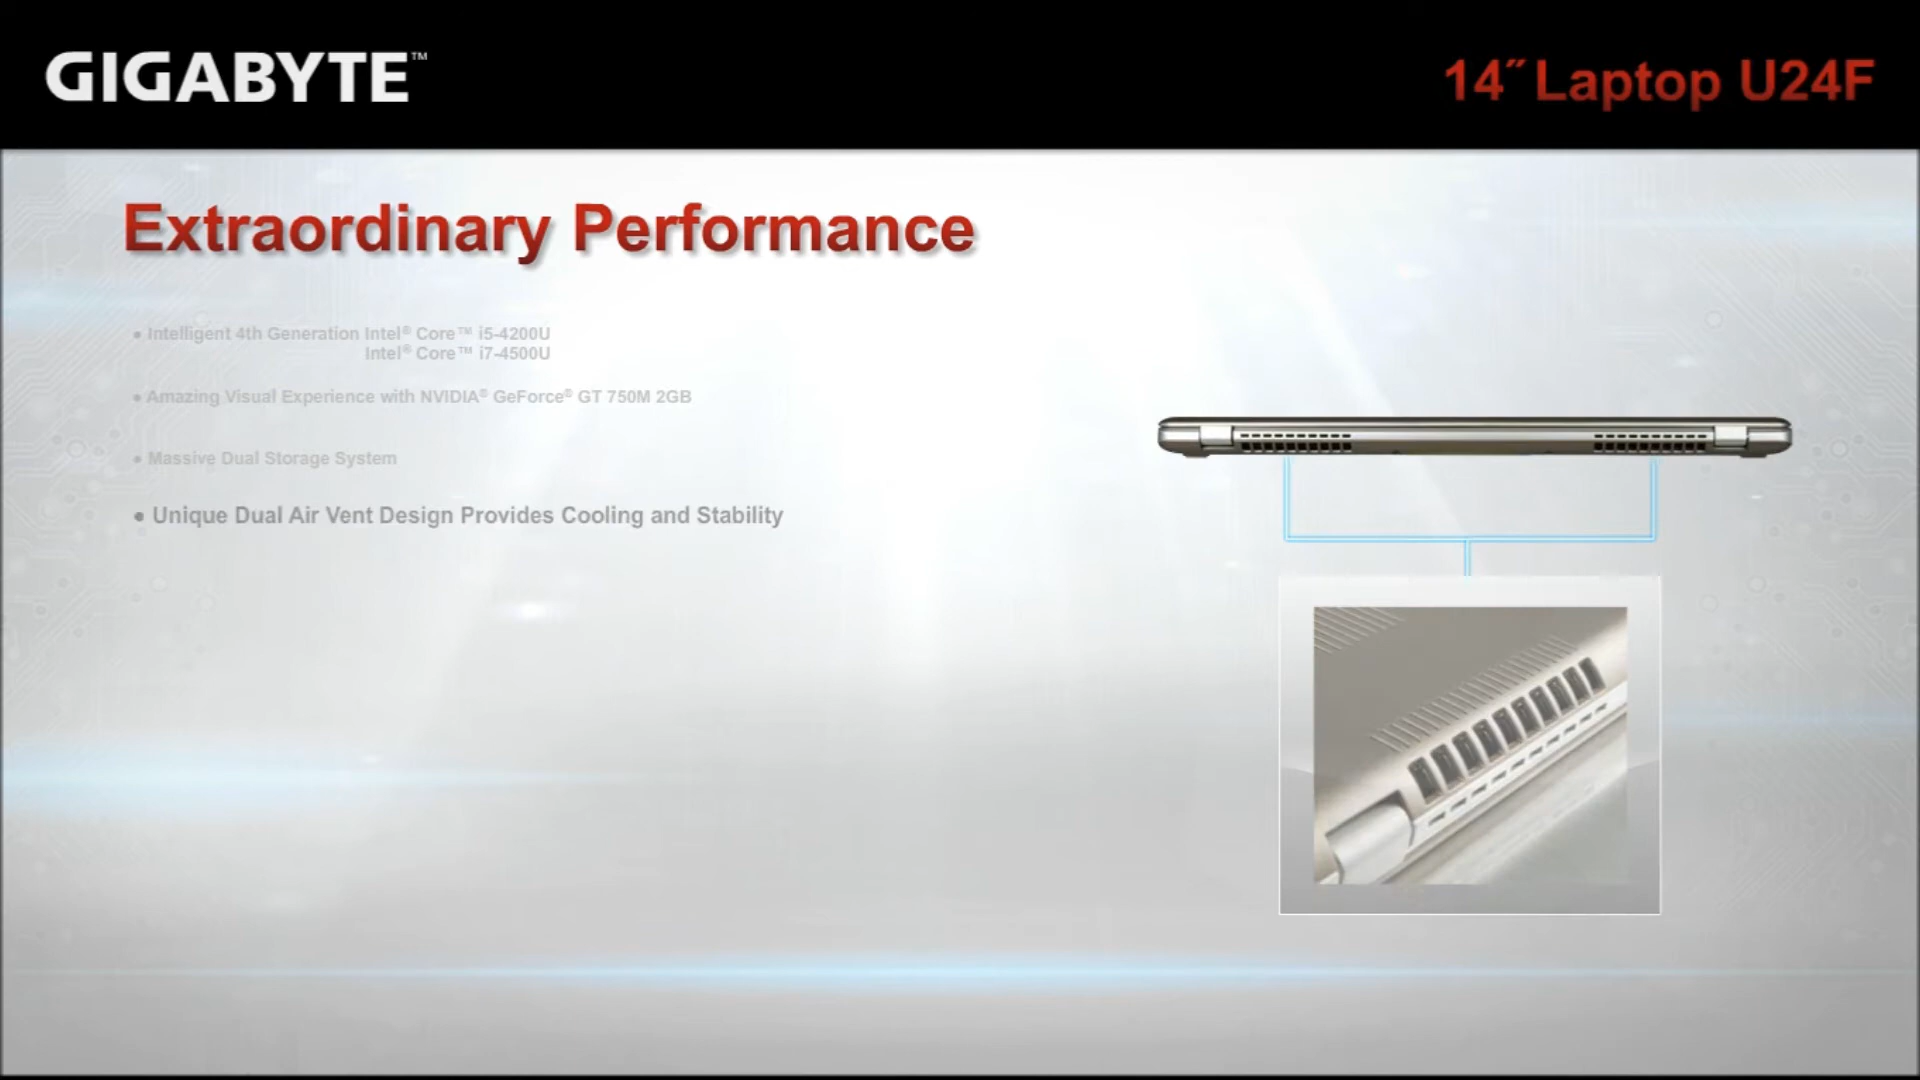 GIGABYTE™
14˝ Laptop U24F
Extraordinary Performance
• Intelligent 4th Generation Intel® Core™ i5-4200U
Intel® Core™ i7-4500U
• Amazing Visual Experience with NVIDIA® GeForce® GT 750M 2GB
• Massive Dual Storage System
• Unique Dual Air Vent Design Provides Cooling and Stability